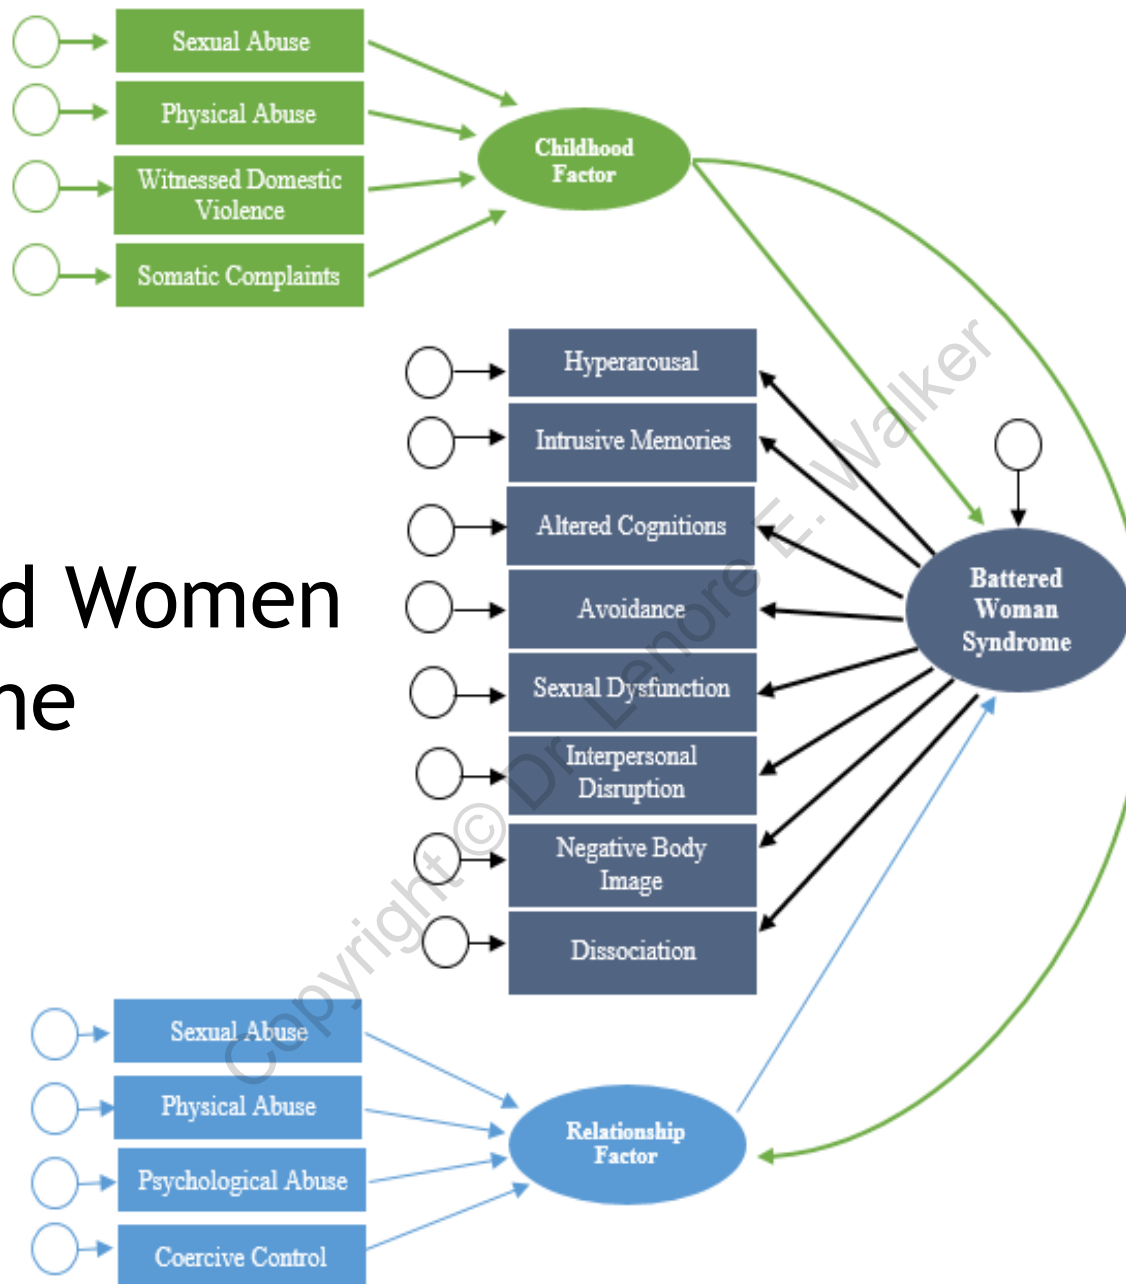 Sexual Abuse
Physical Abuse
Witnessed Domestic
Violence
Somatic Complaints
Childhood
Factor
Hyperarousal
Intrusive Memories
Altered Cognitions
Avoidance
Sexual Dysfunction
Interpersonal
Disruption
Negative Body
Image
Dissociation
Battered
Woman
Syndrome
d Women
ne
Sexual Abuse
Physical Abuse
Psychological Abuse
Coercive Control
Relationship
Factor
Copyright © Dr. Lenore E. Walker